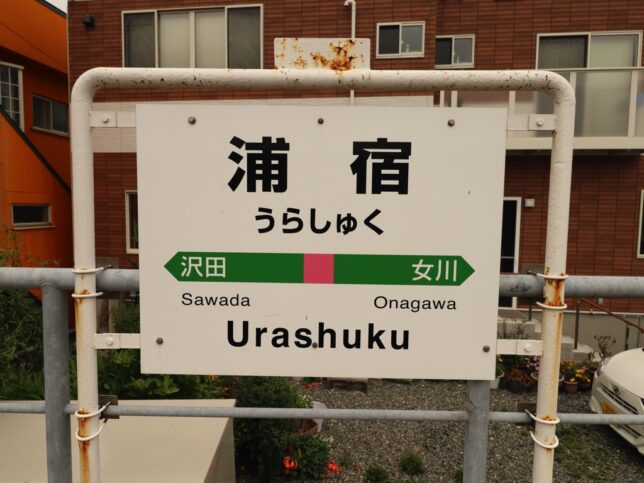 浦宿
うらしゅく
沢田 女川
Sawada Onagawa
Urashuku